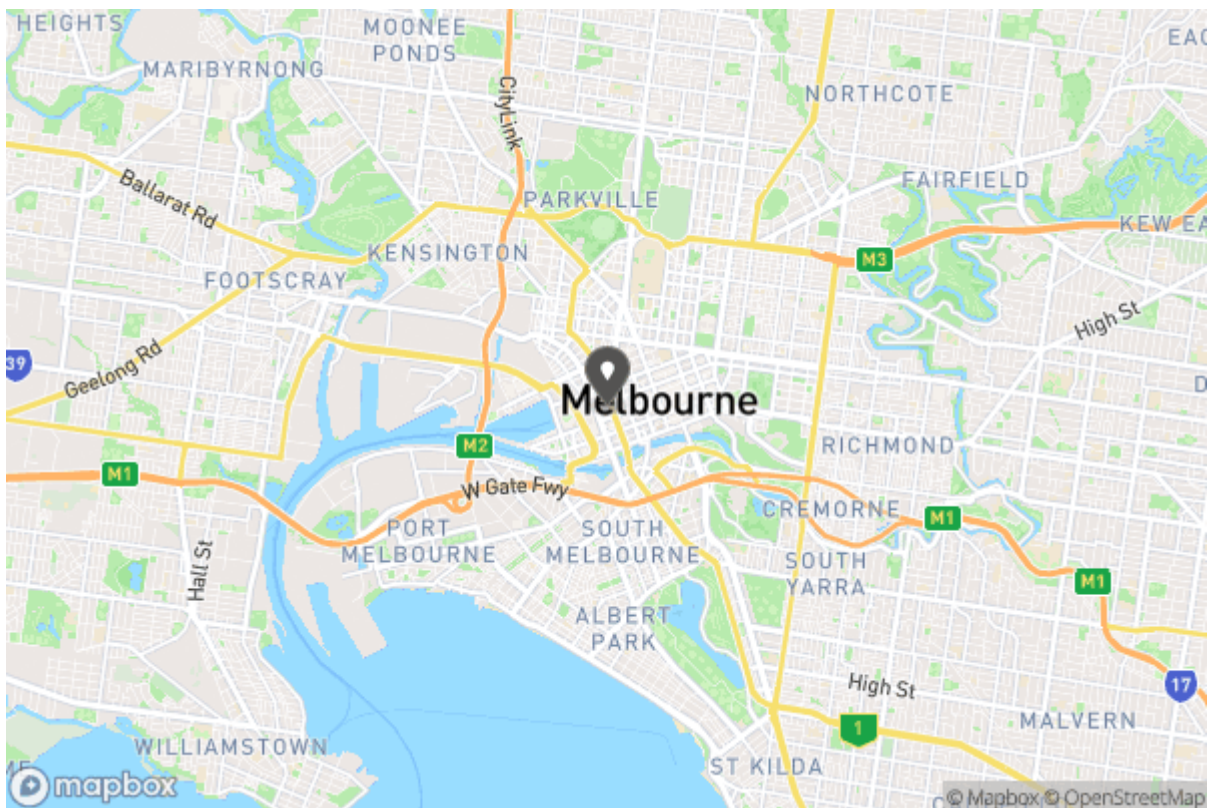 HEIGHTS
MOONEE
PONDS
EAG
MARIBYRNONG
CityLink
NORTHCOTE
Ballarat Rd
PARKVILLE
FAIRFIELD
KENSINGTON
KEW EA
FOOTSCRAY
M3
High St
39
Geelong Rd
D
Melbourne
M2
RICHMOND
M1
W Gate Fwy
PORT
MELBOURNE
SOUTH
MELBOURNE
CREMORNE
M1
Hall St
SOUTH
YARRA
M1
ALBERT
PARK
High St
17
1
MALVERN
WILLIAMSTOWN
ST KILDA
mapbox
© Mapbox © OpenStreetMap